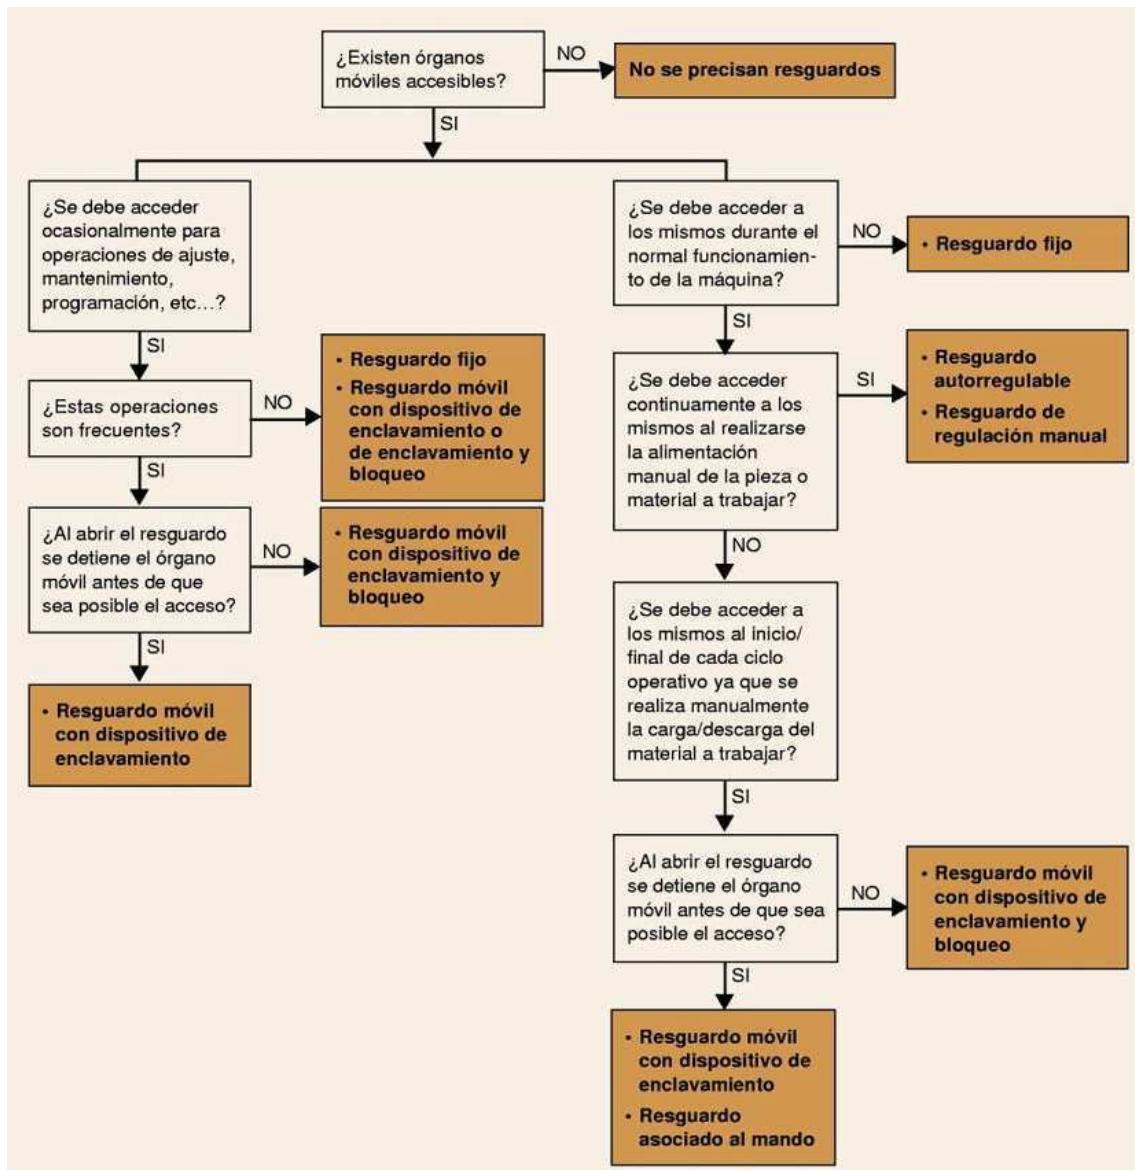 ¿Existen órganos
móviles accesibles?
NO
No se precisan resguardos
SI
¿Se debe acceder
ocasionalmente para
operaciones de ajuste,
mantenimiento,
programación, etc...?
SI
¿Estas operaciones
son frecuentes?
NO
• Resguardo fijo
• Resguardo móvil
con dispositivo de
enclavamiento o
de enclavamiento y
bloqueo
SI
¿Al abrir el resguardo
se detiene el órgano
móvil antes de que
sea posible el acceso?
NO
• Resguardo móvil
con dispositivo de
enclavamiento y
bloqueo
SI
• Resguardo móvil
con dispositivo de
enclavamiento
¿Se debe acceder a
los mismos durante el
normal funcionamien-
to de la máquina?
NO
• Resguardo fijo
SI
¿Se debe acceder
continuamente a los
mismos al realizarse
la alimentación
manual de la pieza o
material a trabajar?
SI
• Resguardo
autorregulable
• Resguardo de
regulación manual
NO
¿Se debe acceder a
los mismos al inicio/
final de cada ciclo
operativo ya que se
realiza manualmente
la carga/descarga del
material a trabajar?
SI
¿Al abrir el resguardo
se detiene el órgano
móvil antes de que sea
posible el acceso?
NO
• Resguardo móvil
con dispositivo de
enclavamiento y
bloqueo
SI
• Resguardo móvil
con dispositivo de
enclavamiento
• Resguardo
asociado al mando